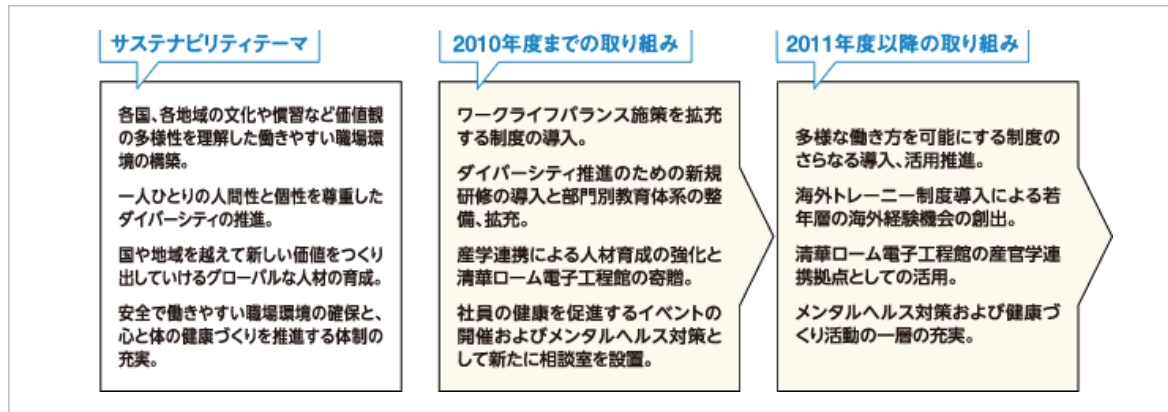 サステナビリティテーマ
各国、各地域の文化や慣習など価値観
の多様性を理解した働きやすい職場環
境の構築。
一人ひとりの人間性と個性を尊重した
ダイバーシティの推進。
国や地域を越えて新しい価値をつくり
出していけるグローバルな人材の育成。
安全で働きやすい職場環境の確保と、
心と体の健康づくりを推進する体制の
充実。
2010年度までの取り組み
ワークライフバランス施策を拡充
する制度の導入。
ダイバーシティ推進のための新規
研修の導入と部門別教育体系の整
備、拡充。
産学連携による人材育成の強化と
清華ローム電子工程館の寄贈。
社員の健康を促進するイベントの
開催およびメンタルヘルス対策と
して新たに相談室を設置。
2011年度以降の取り組み
多様な働き方を可能にする制度の
さらなる導入、活用推進。
海外トレーニー制度導入による若
年層の海外経験機会の創出。
清華ローム電子工程館の産官学連
携拠点としての活用。
メンタルヘルス対策および健康づ
くり活動の一層の充実。